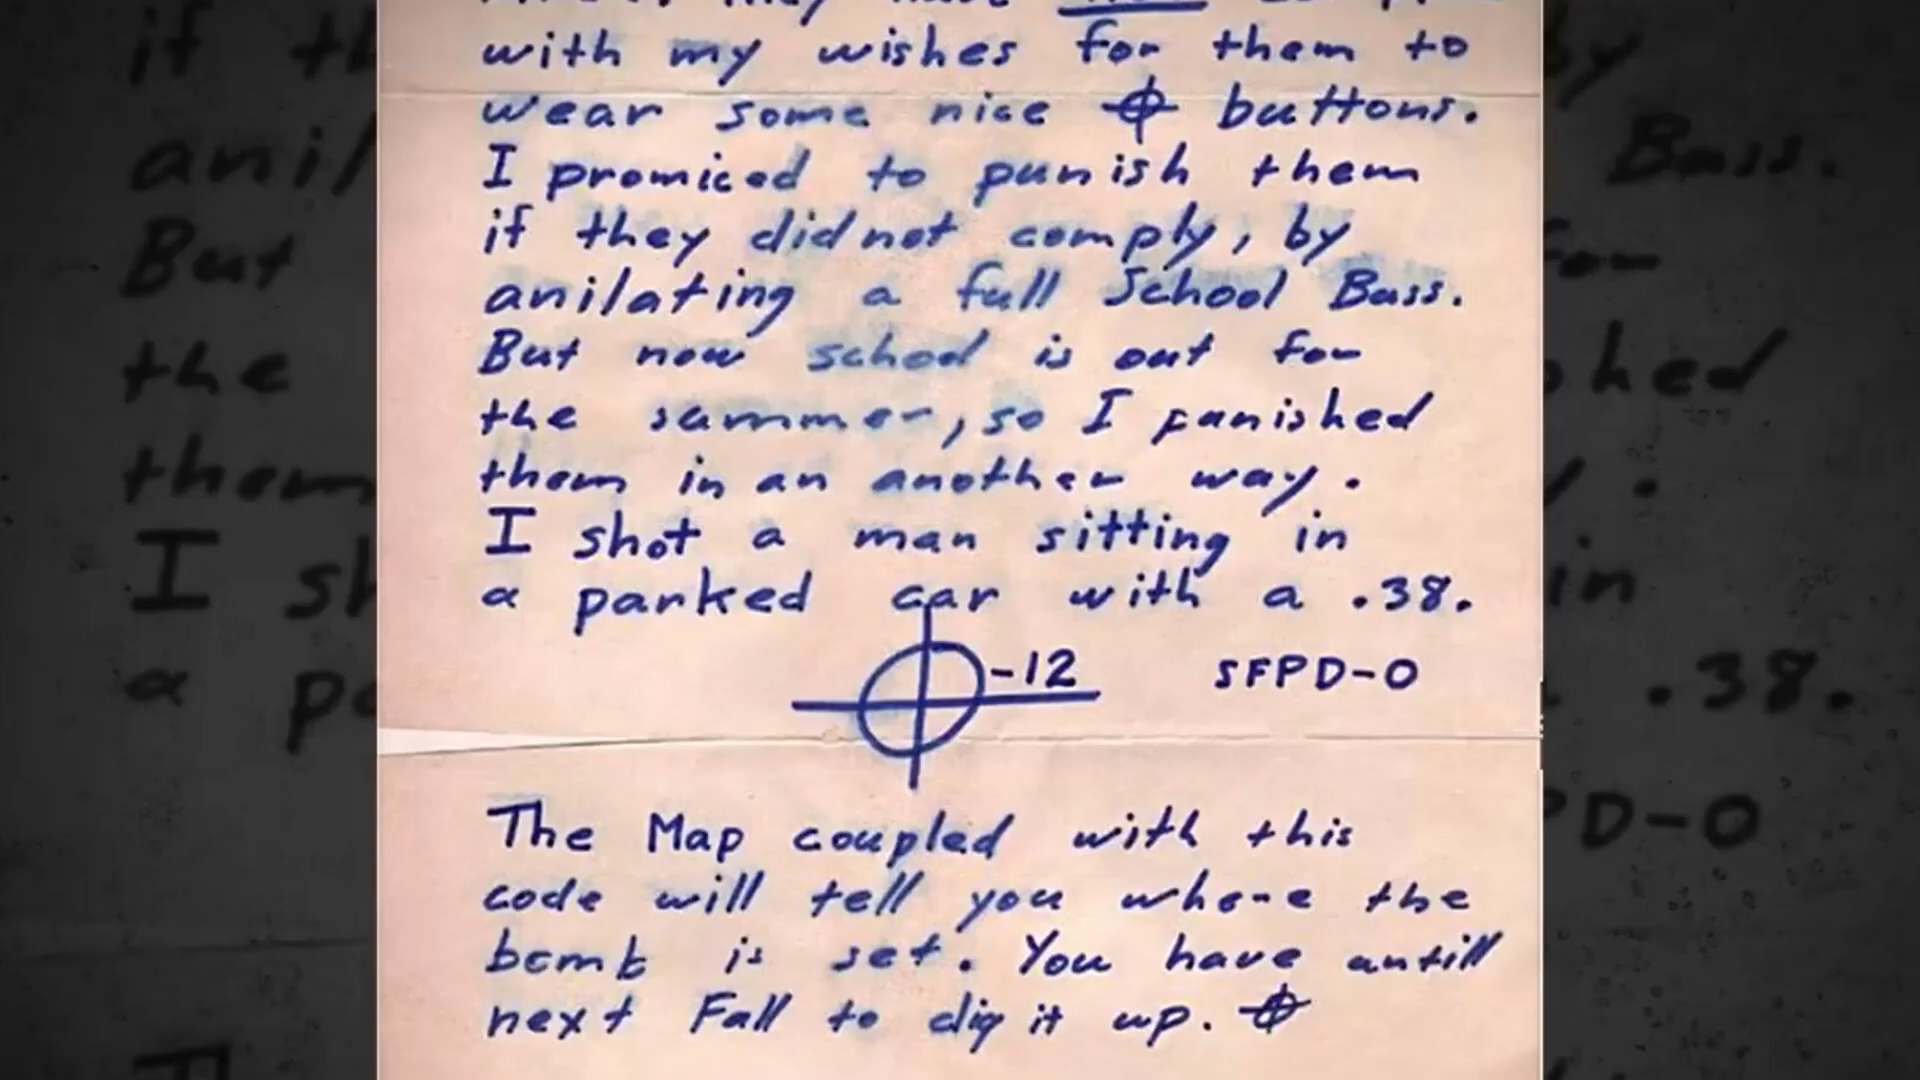 with my wishes for them to
wear some nice ⌖ buttons.
I promiced to punish them
if they did not comply, by
anilating a full School Buss.
But now school is out for
the summer, so I punished
them in an another way.
I shot a man sitting in
a parked car with a .38.
⌖-12 SFPD-0
The Map coupled with this
code will tell you where the
bomb is set. You have untill
next Fall to dig it up. ⌖